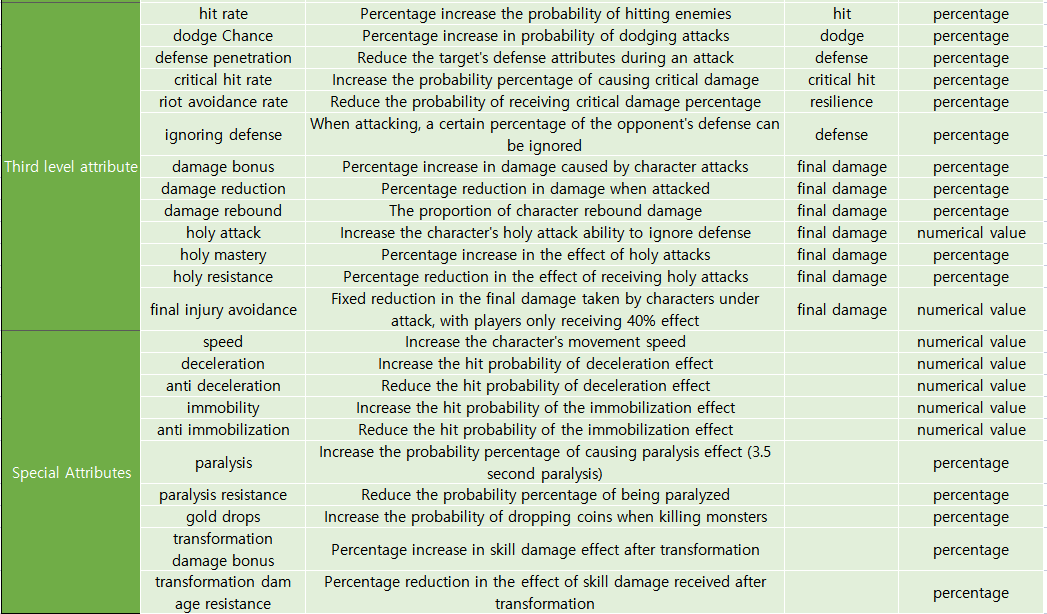 hit rate Percentage increase the probability of hitting enemies hit percentage
dodge Chance Percentage increase in probability of dodging attacks dodge percentage
defense penetration Reduce the target's defense attributes during an attack defense percentage
critical hit rate Increase the probability percentage of causing critical damage critical hit percentage
riot avoidance rate Reduce the probability of receiving critical damage percentage resilience percentage
ignoring defense When attacking, a certain percentage of the opponent's defense can
be ignored defense percentage
Third level attribute damage bonus Percentage increase in damage caused by character attacks final damage percentage
damage reduction Percentage reduction in damage when attacked final damage percentage
damage rebound The proportion of character rebound damage final damage percentage
holy attack Increase the character's holy attack ability to ignore defense final damage numerical value
holy mastery Percentage increase in the effect of holy attacks final damage percentage
holy resistance Percentage reduction in the effect of receiving holy attacks final damage percentage
final injury avoidance Fixed reduction in the final damage taken by characters under
attack, with players only receiving 40% effect final damage numerical value
speed Increase the character's movement speed numerical value
deceleration Increase the hit probability of deceleration effect numerical value
anti deceleration Reduce the hit probability of deceleration effect numerical value
immobility Increase the hit probability of the immobilization effect numerical value
anti immobilization Reduce the hit probability of the immobilization effect numerical value
paralysis Increase the probability percentage of causing paralysis effect (3.5
second paralysis) percentage
Special Attributes
paralysis resistance Reduce the probability percentage of being paralyzed percentage
gold drops Increase the probability of dropping coins when killing monsters percentage
transformation
damage bonus Percentage increase in skill damage effect after transformation percentage
transformation dam
age resistance Percentage reduction in the effect of skill damage received after
transformation percentage